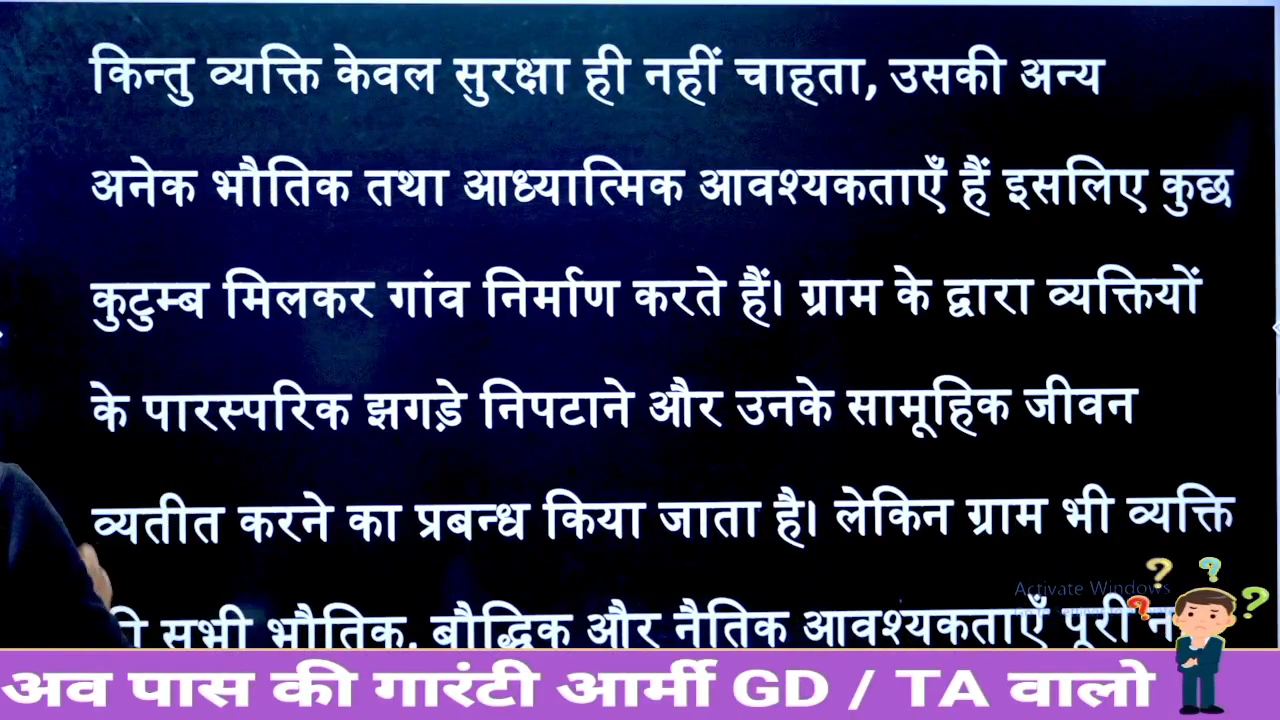 किन्तु व्यक्ति केवल सुरक्षा ही नहीं चाहता, उसकी अन्य
अनेक भौतिक तथा आध्यात्मिक आवश्यकताएँ हैं इसलिए कुछ
कुटुम्ब मिलकर गांव निर्माण करते हैं। ग्राम के द्वारा व्यक्तियों
के पारस्परिक झगड़े निपटाने और उनके सामूहिक जीवन
व्यतीत करने का प्रबन्ध किया जाता है। लेकिन ग्राम भी व्यक्ति
सभी भौतिक, बौद्धिक और नैतिक आवश्यकताएँ पूरी
Activate Windows
अव पास की गारंटी आर्मी GD / TA वालो